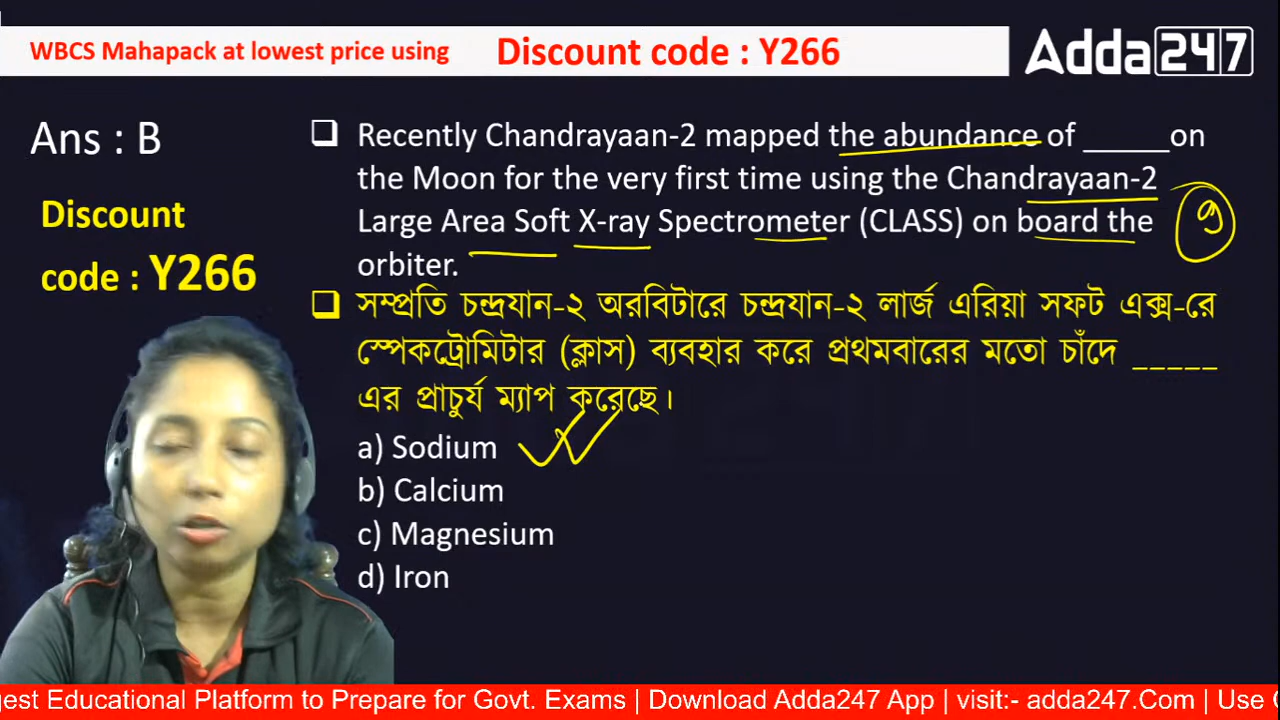 WBCS Mahapack at lowest price using
Discount code : Y266
Adda247
Ans : B
Discount
code : Y266
Recently Chandrayaan-2 mapped the abundance of _____on
the Moon for the very first time using the Chandrayaan-2
Large Area Soft X-ray Spectrometer (CLASS) on board the
orbiter.
সম্প্রতি চন্দ্রযান-২ অরবিটারে চন্দ্রযান-২ লার্জ এরিয়া সফট এক্স-রে
স্পেকট্রোমিটার (ক্লাস) ব্যবহার করে প্রথমবারের মতো চাঁদে _____
এর প্রাচুর্য ম্যাপ করেছে।
a) Sodium
b) Calcium
c) Magnesium
d) Iron
gest Educational Platform to Prepare for Govt. Exams | Download Adda247 App | visit:- adda247.Com | Use